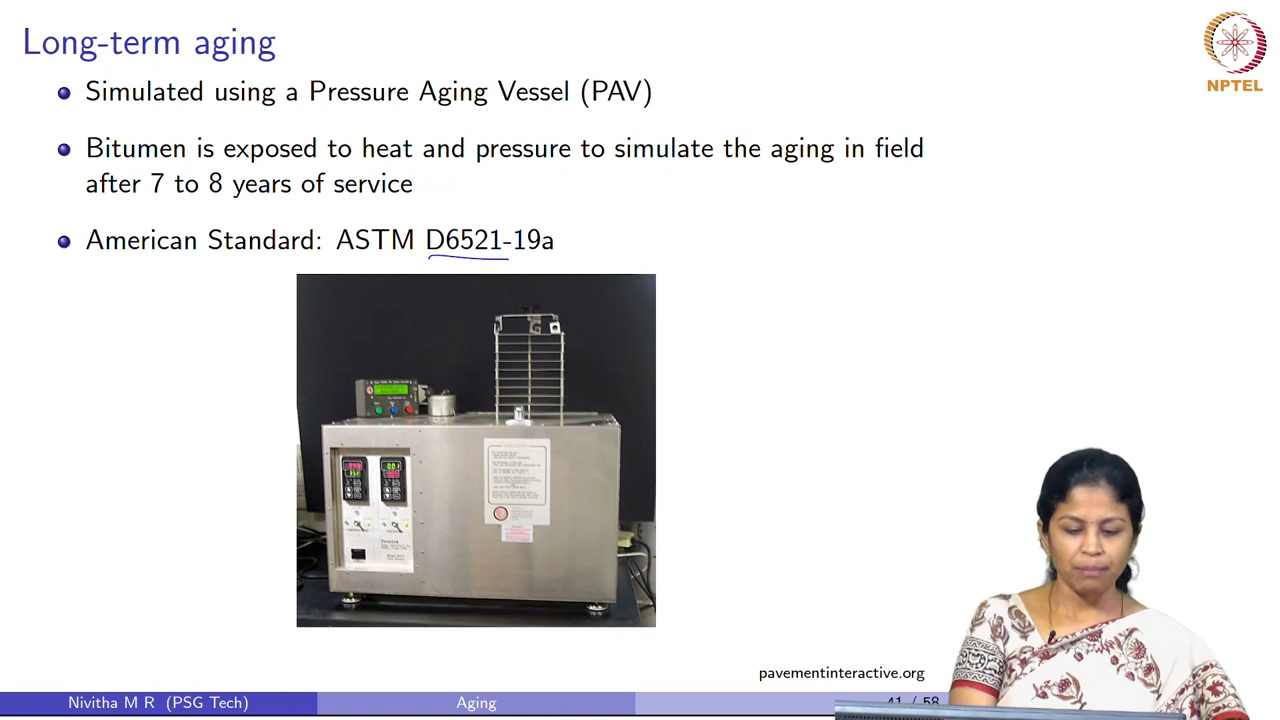 Long-term aging
NPTEL
Simulated using a Pressure Aging Vessel (PAV)
Bitumen is exposed to heat and pressure to simulate the aging in field
after 7 to 8 years of service
American Standard: ASTM D6521-19a
pavementinteractive.org
Nivitha M R (PSG Tech)
Aging
41 / 58